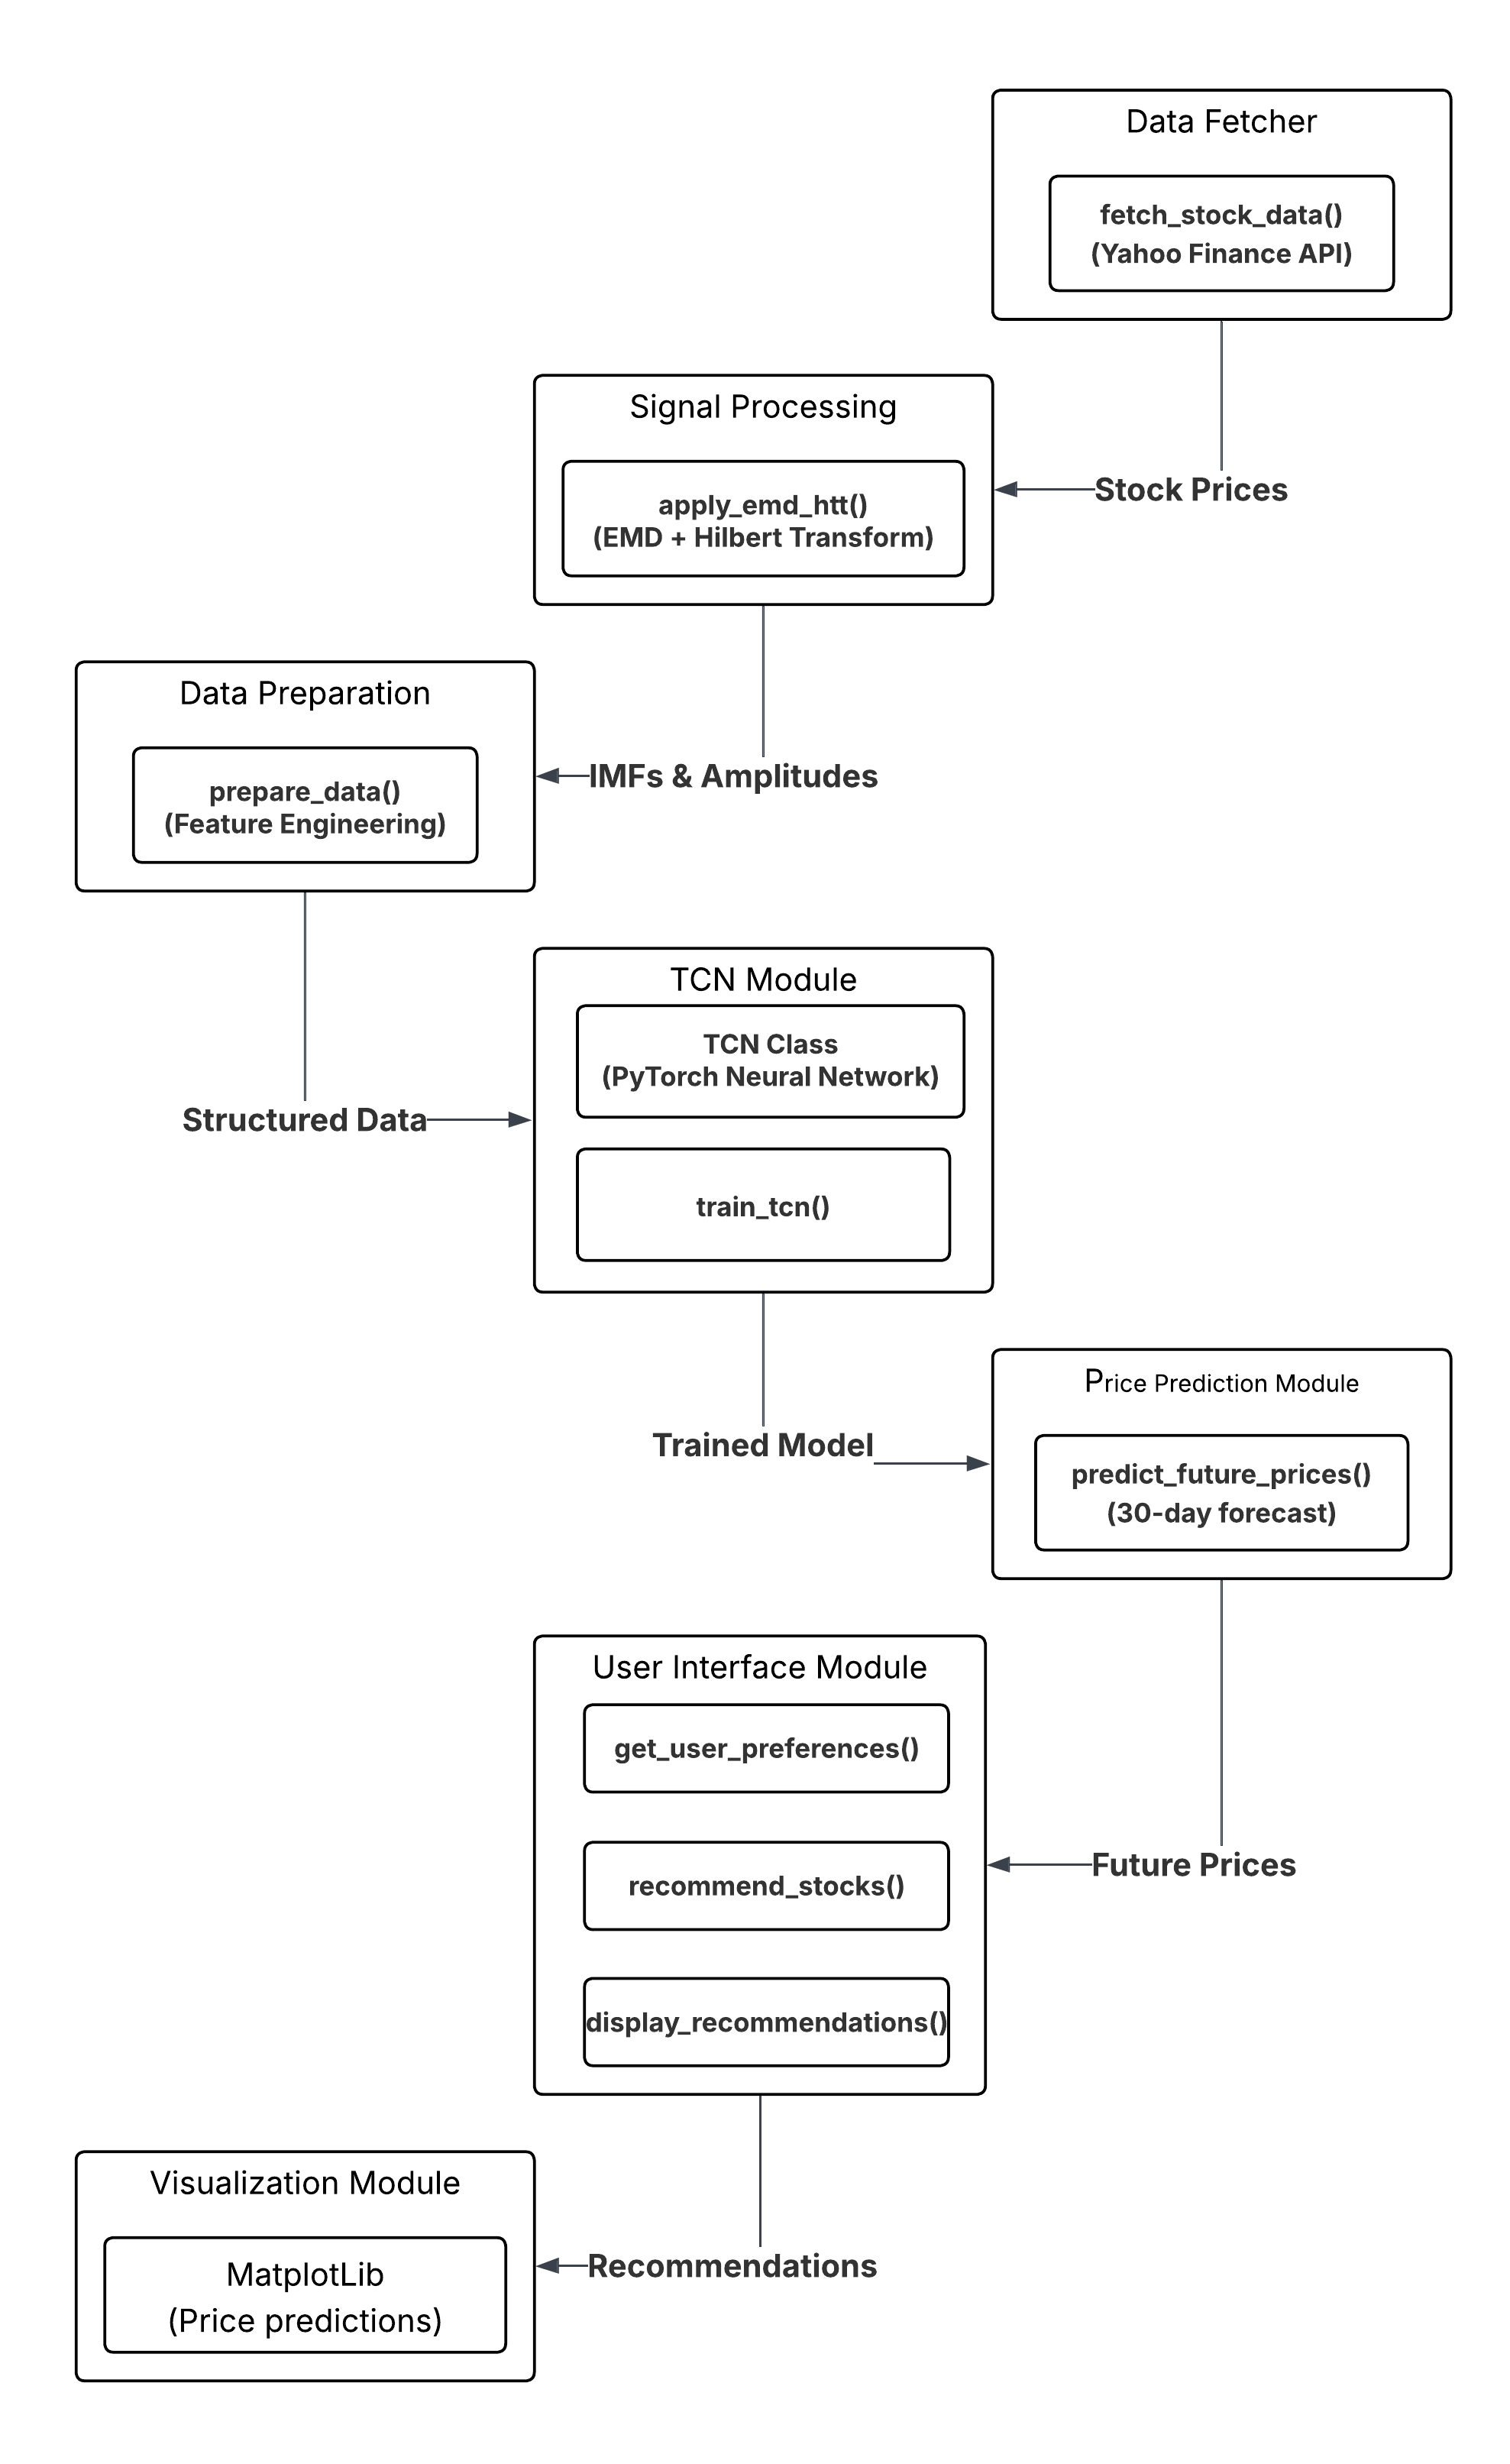 Data Fetcher
fetch_stock_data()
(Yahoo Finance API)
Signal Processing
apply_emd_htt()
(EMD + Hilbert Transform)
Stock Prices
Data Preparation
prepare_data()
(Feature Engineering)
IMFs & Amplitudes
TCN Module
TCN Class
(PyTorch Neural Network)
train_tcn()
Structured Data
Price Prediction Module
predict_future_prices()
(30-day forecast)
Trained Model
User Interface Module
get_user_preferences()
recommend_stocks()
display_recommendations()
Future Prices
Visualization Module
MatplotLib
(Price predictions)
Recommendations